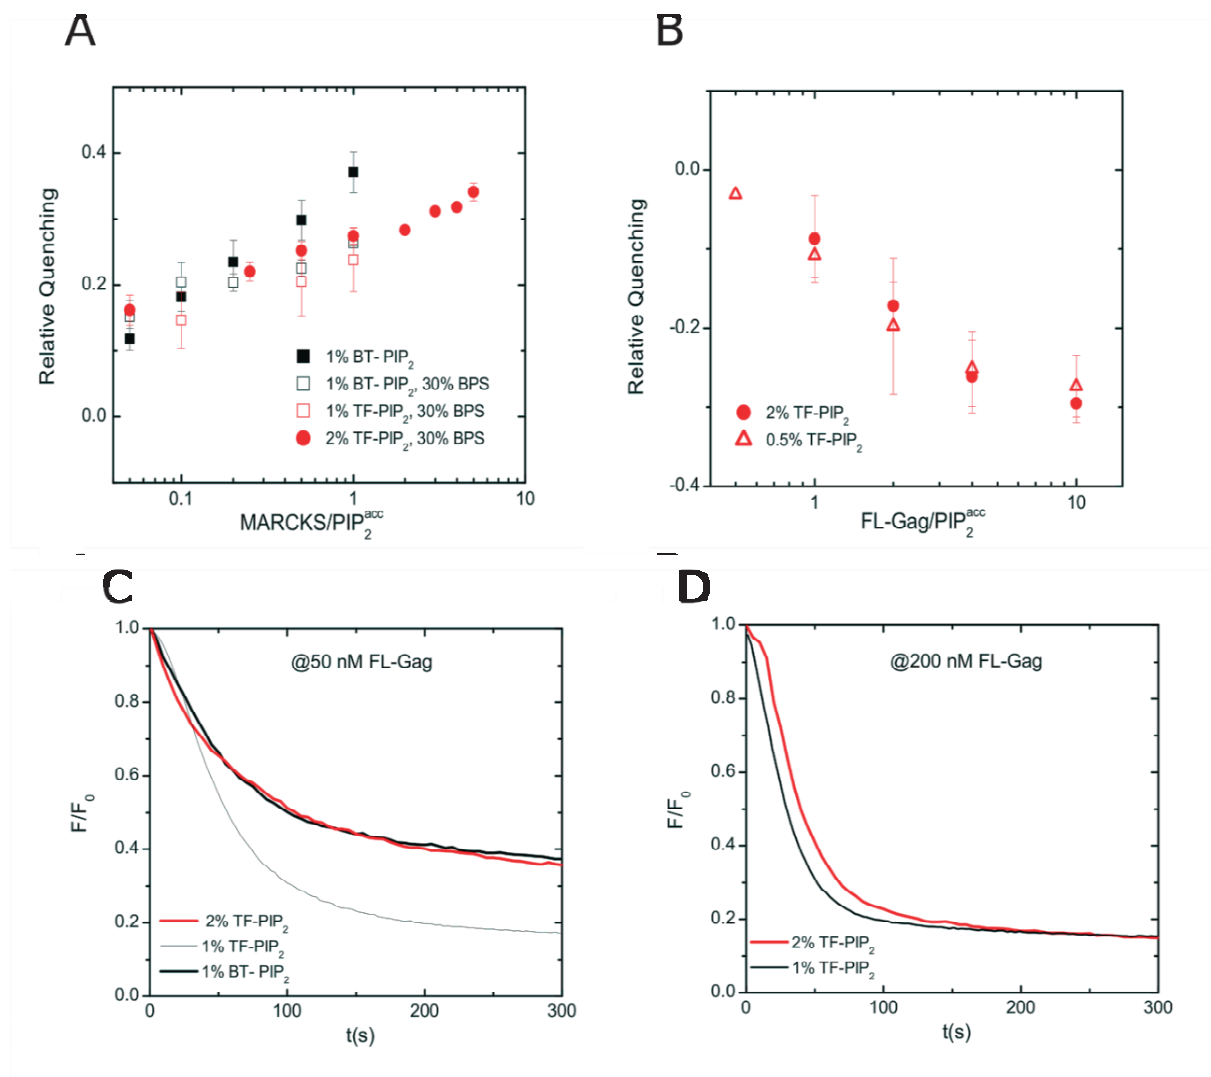 A
Relative Quenching
0.4
0.2
0.0
1% BT- PIP2
1% BT- PIP2, 30% BPS
1% TF-PIP2, 30% BPS
2% TF-PIP2, 30% BPS
0.1
1
10
MARCKS/PIP2acc
B
Relative Quenching
0.0
-0.2
-0.4
2% TF-PIP2
0.5% TF-PIP2
1
10
FL-Gag/PIP2acc
C
@50 nM FL-Gag
F/F0
1.0
0.8
0.6
0.4
0.2
0.0
2% TF-PIP2
1% TF-PIP2
1% BT- PIP2
0
100
200
300
t(s)
D
@200 nM FL-Gag
F/F0
1.0
0.8
0.6
0.4
0.2
0.0
2% TF-PIP2
1% TF-PIP2
0
100
200
300
t(s)